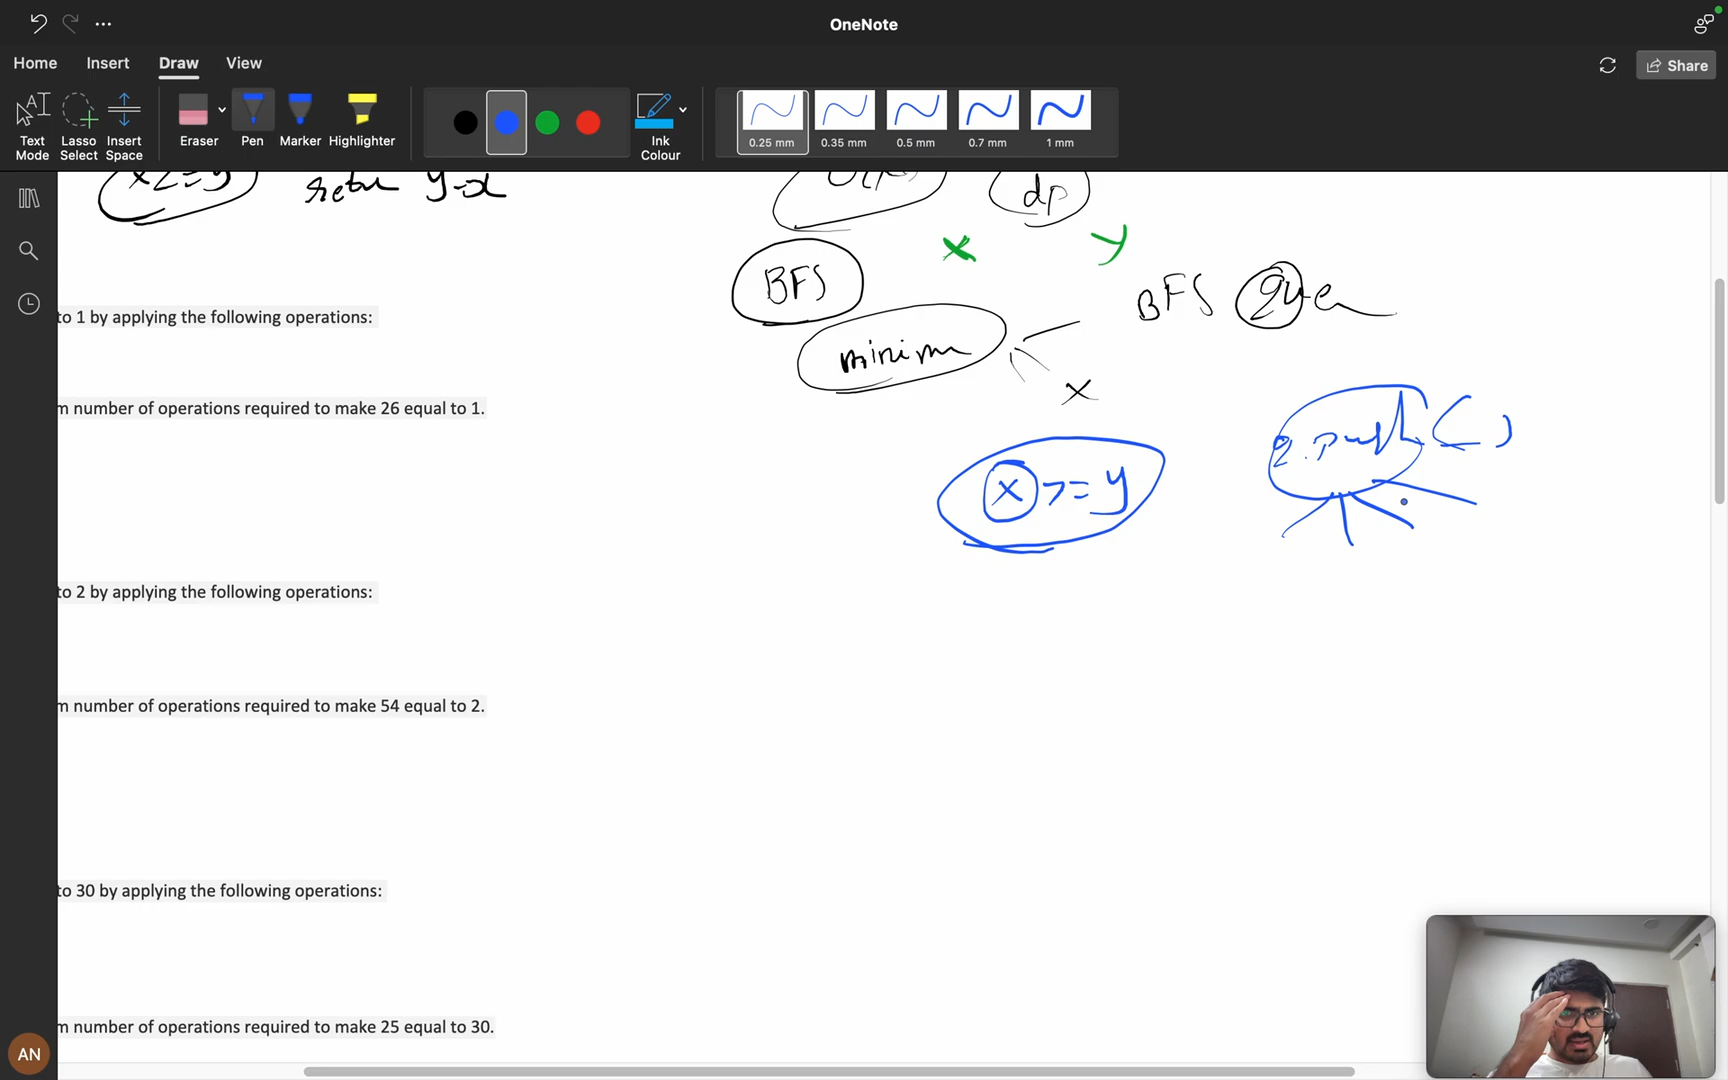 OneNote
Home Insert Draw View
Share
Text Mode
Lasso Select
Insert Space
Eraser
Pen
Marker
Highlighter
Ink Colour
0.25 mm
0.35 mm
0.5 mm
0.7 mm
1 mm
x<=y return y-x
dp
x y
BFS
BFS
to 1 by applying the following operations:
minimum
x
m number of operations required to make 26 equal to 1.
q.push( )
x >= y
to 2 by applying the following operations:
m number of operations required to make 54 equal to 2.
to 30 by applying the following operations:
m number of operations required to make 25 equal to 30.
AN